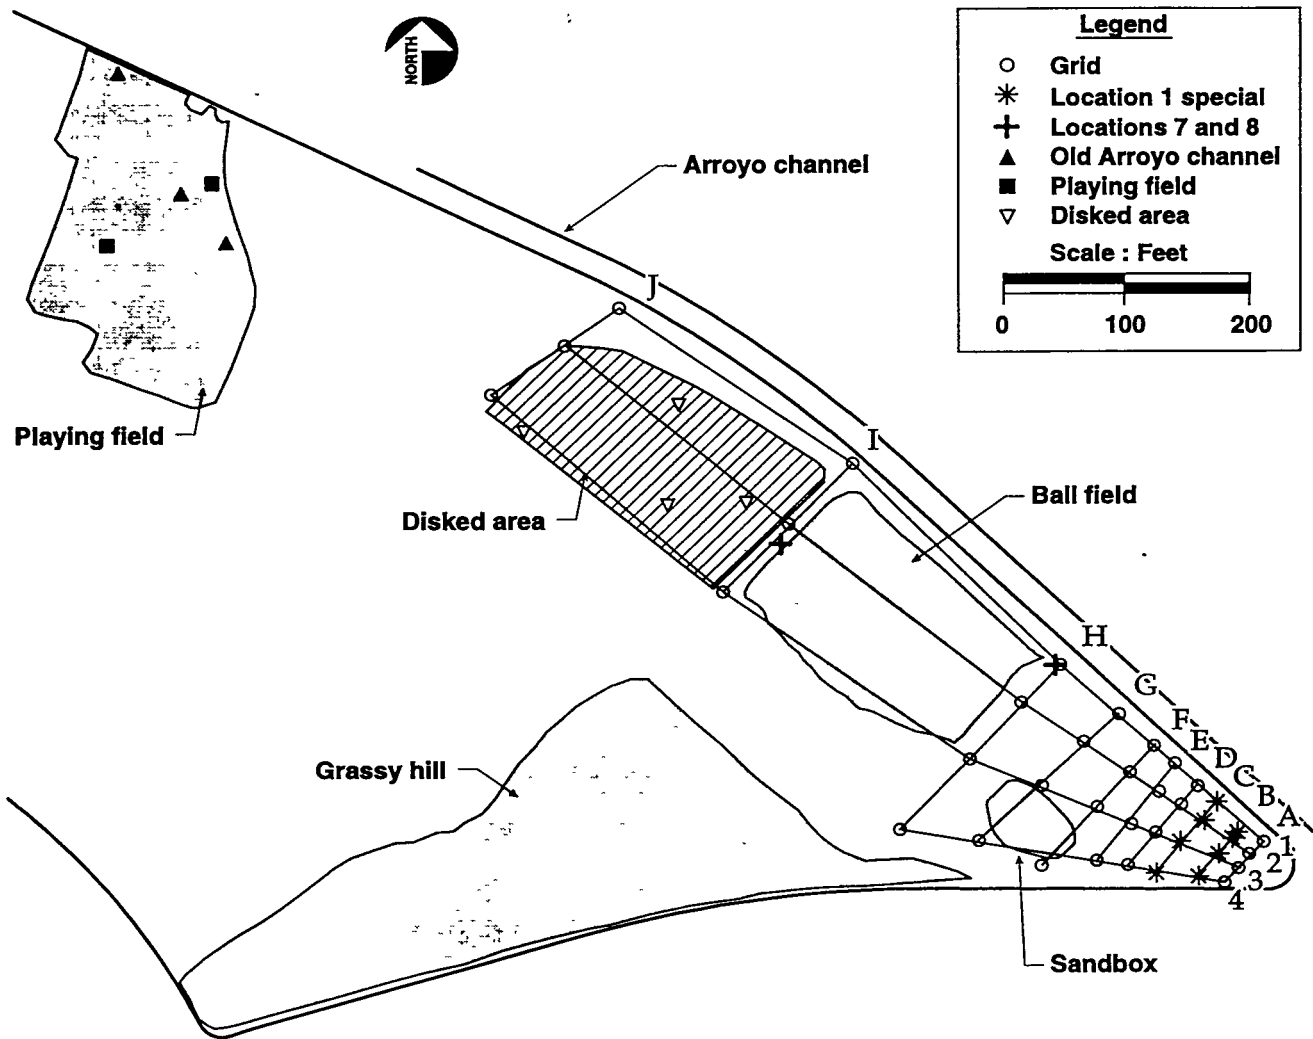 NORTH
Legend
Grid
Location 1 special
Locations 7 and 8
Old Arroyo channel
Playing field
Disked area
Scale : Feet
0 100 200
Arroyo channel
J
Playing field
I
Disked area
Ball field
H
G
F
E
D
C
B
A
1
2
3
4
Grassy hill
Sandbox